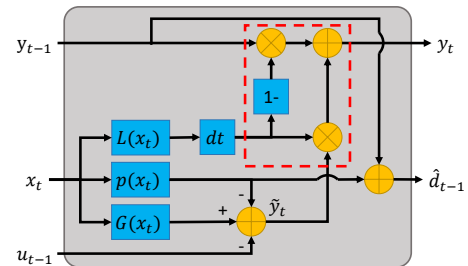 y_{t-1}
y_t
1-
L(x_t) dt
x_t p(x_t) d̂_{t-1}
- ỹ_t
G(x_t) +
u_{t-1} -